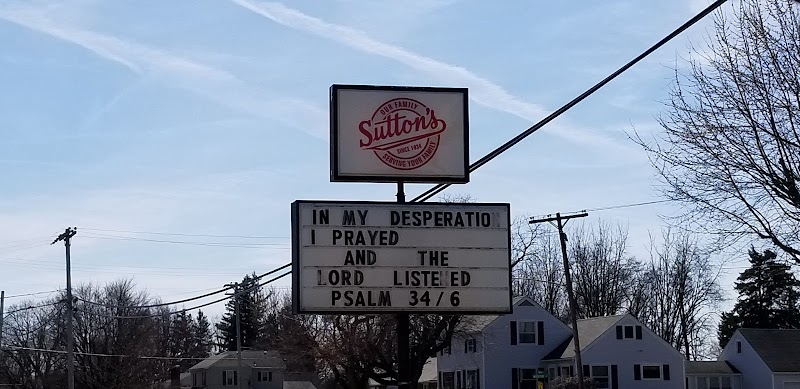 OUR FAMILY
Sutton's
SINCE 1934
SERVING YOUR FAMILY
IN MY DESPERATION
I PRAYED
AND THE
LORD LISTENED
PSALM 34/6